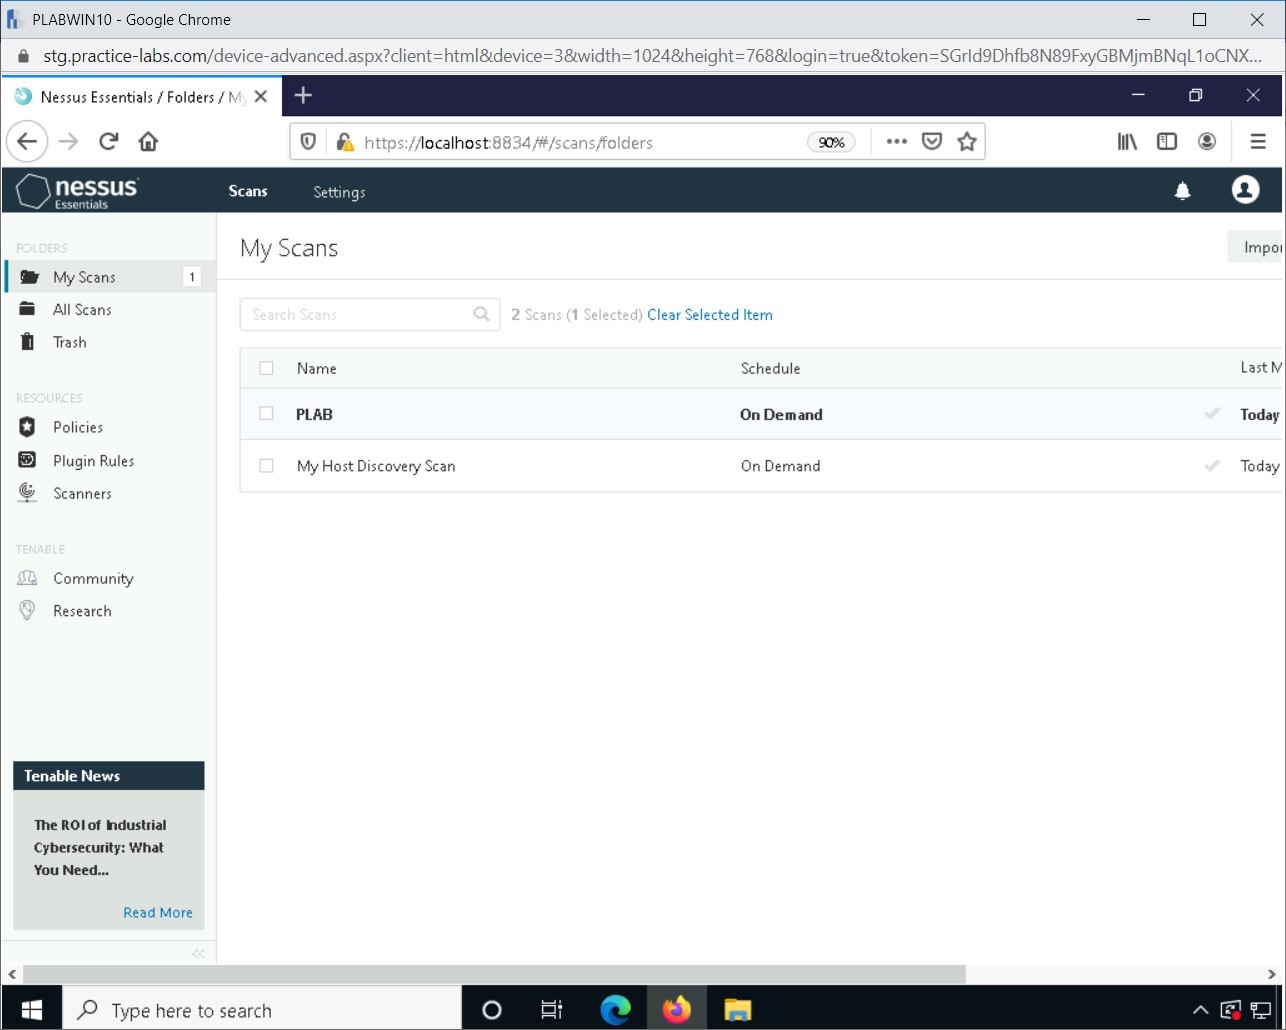 PLABWIN10 - Google Chrome
stg.practice-labs.com/device-advanced.aspx?client=html&device=3&width=1024&height=768&login=true&token=SGrId9Dhfb8N89FxyGBMjmBNqL1oCNX...
Nessus Essentials / Folders / My
https://localhost:8834/#/scans/folders
90%
nessus
Essentials
Scans
Settings
FOLDERS
My Scans
1
All Scans
Trash
RESOURCES
Policies
Plugin Rules
Scanners
TENABLE
Community
Research
Tenable News
The ROI of Industrial
Cybersecurity: What
You Need...
Read More
My Scans
Impor
Search Scans
2 Scans (1 Selected) Clear Selected Item
Name Schedule Last M
PLAB On Demand Today
My Host Discovery Scan On Demand Today
Type here to search